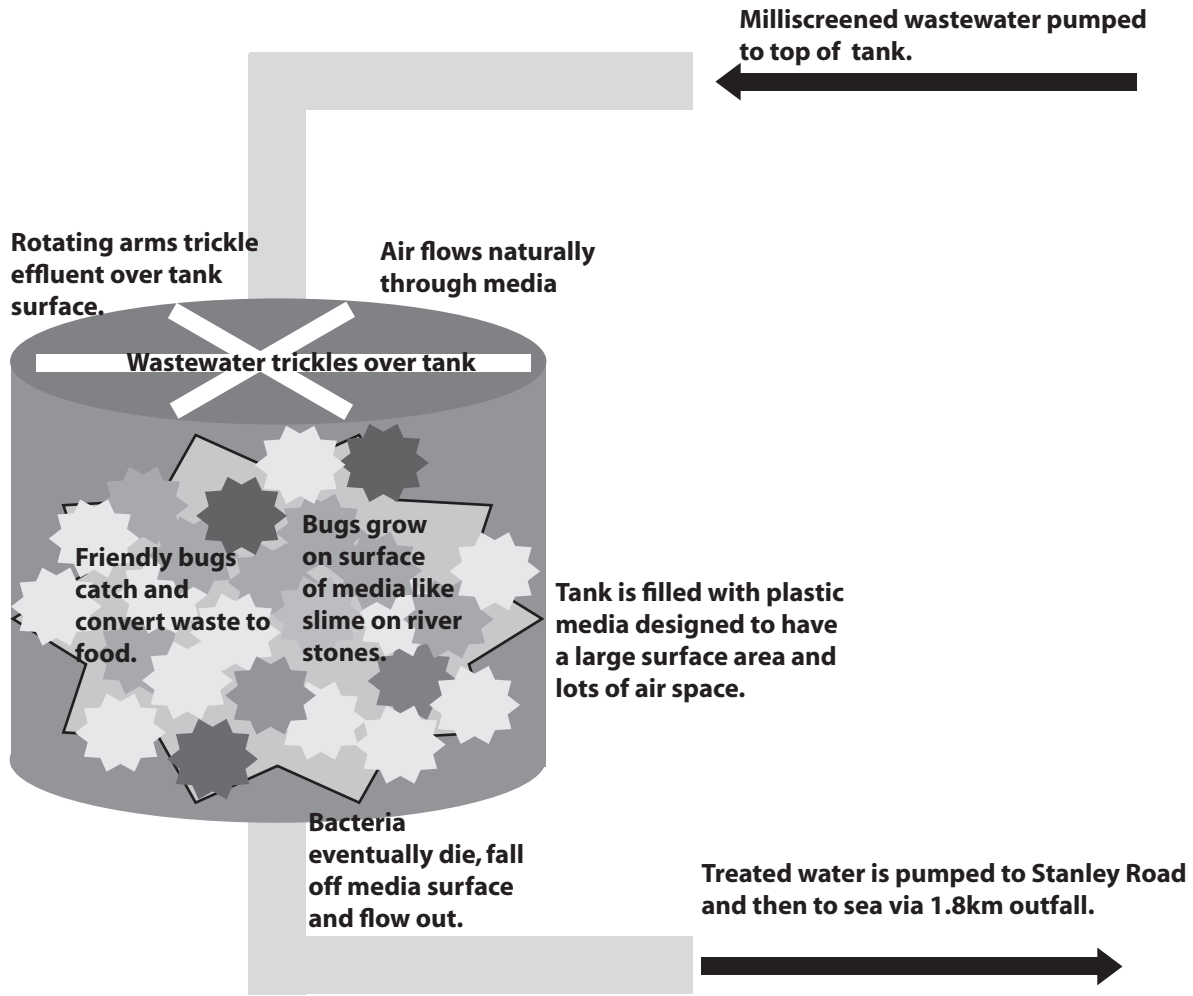 Milliscreened wastewater pumped
to top of tank.
Rotating arms trickle
effluent over tank
surface.
Air flows naturally
through media
Wastewater trickles over tank
Friendly bugs
catch and
convert waste to
food.
Bugs grow
on surface
of media like
slime on river
stones.
Tank is filled with plastic
media designed to have
a large surface area and
lots of air space.
Bacteria
eventually die, fall
off media surface
and flow out.
Treated water is pumped to Stanley Road
and then to sea via 1.8km outfall.